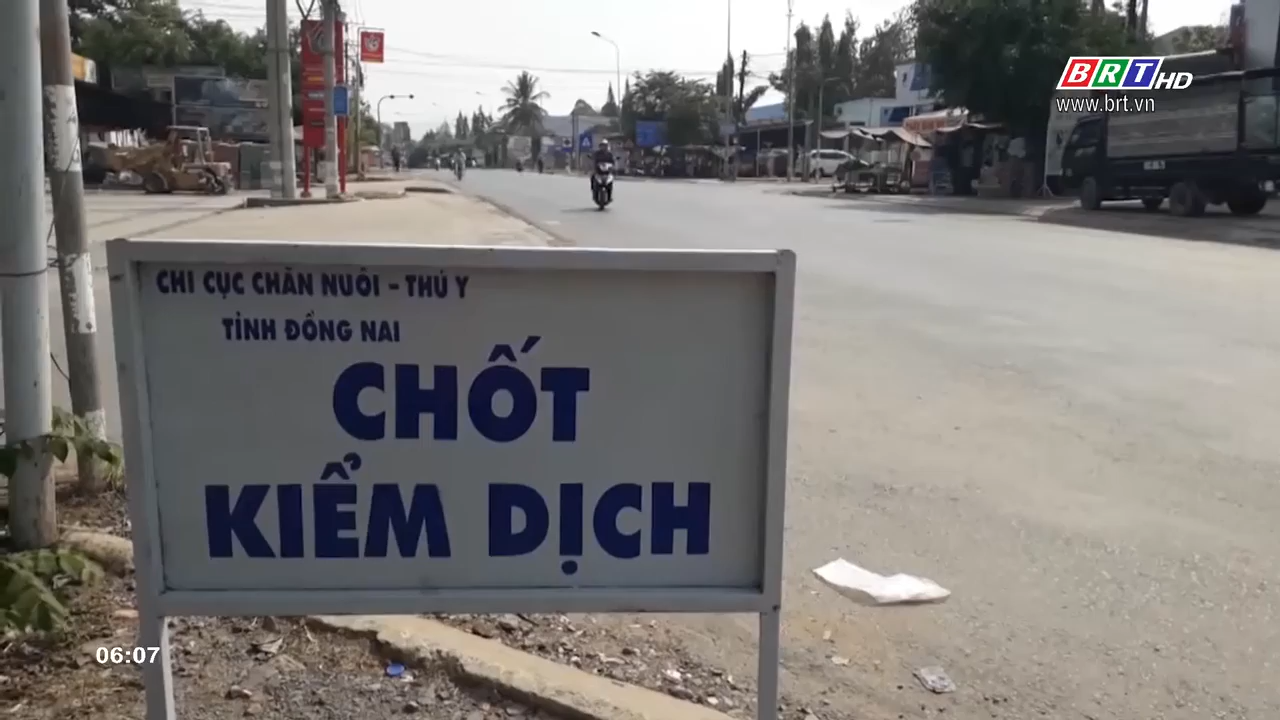 BRT HD
www.brt.vn
CHI CỤC CHĂN NUÔI - THÚ Y
TỈNH ĐỒNG NAI
CHỐT
KIỂM DỊCH
06:07